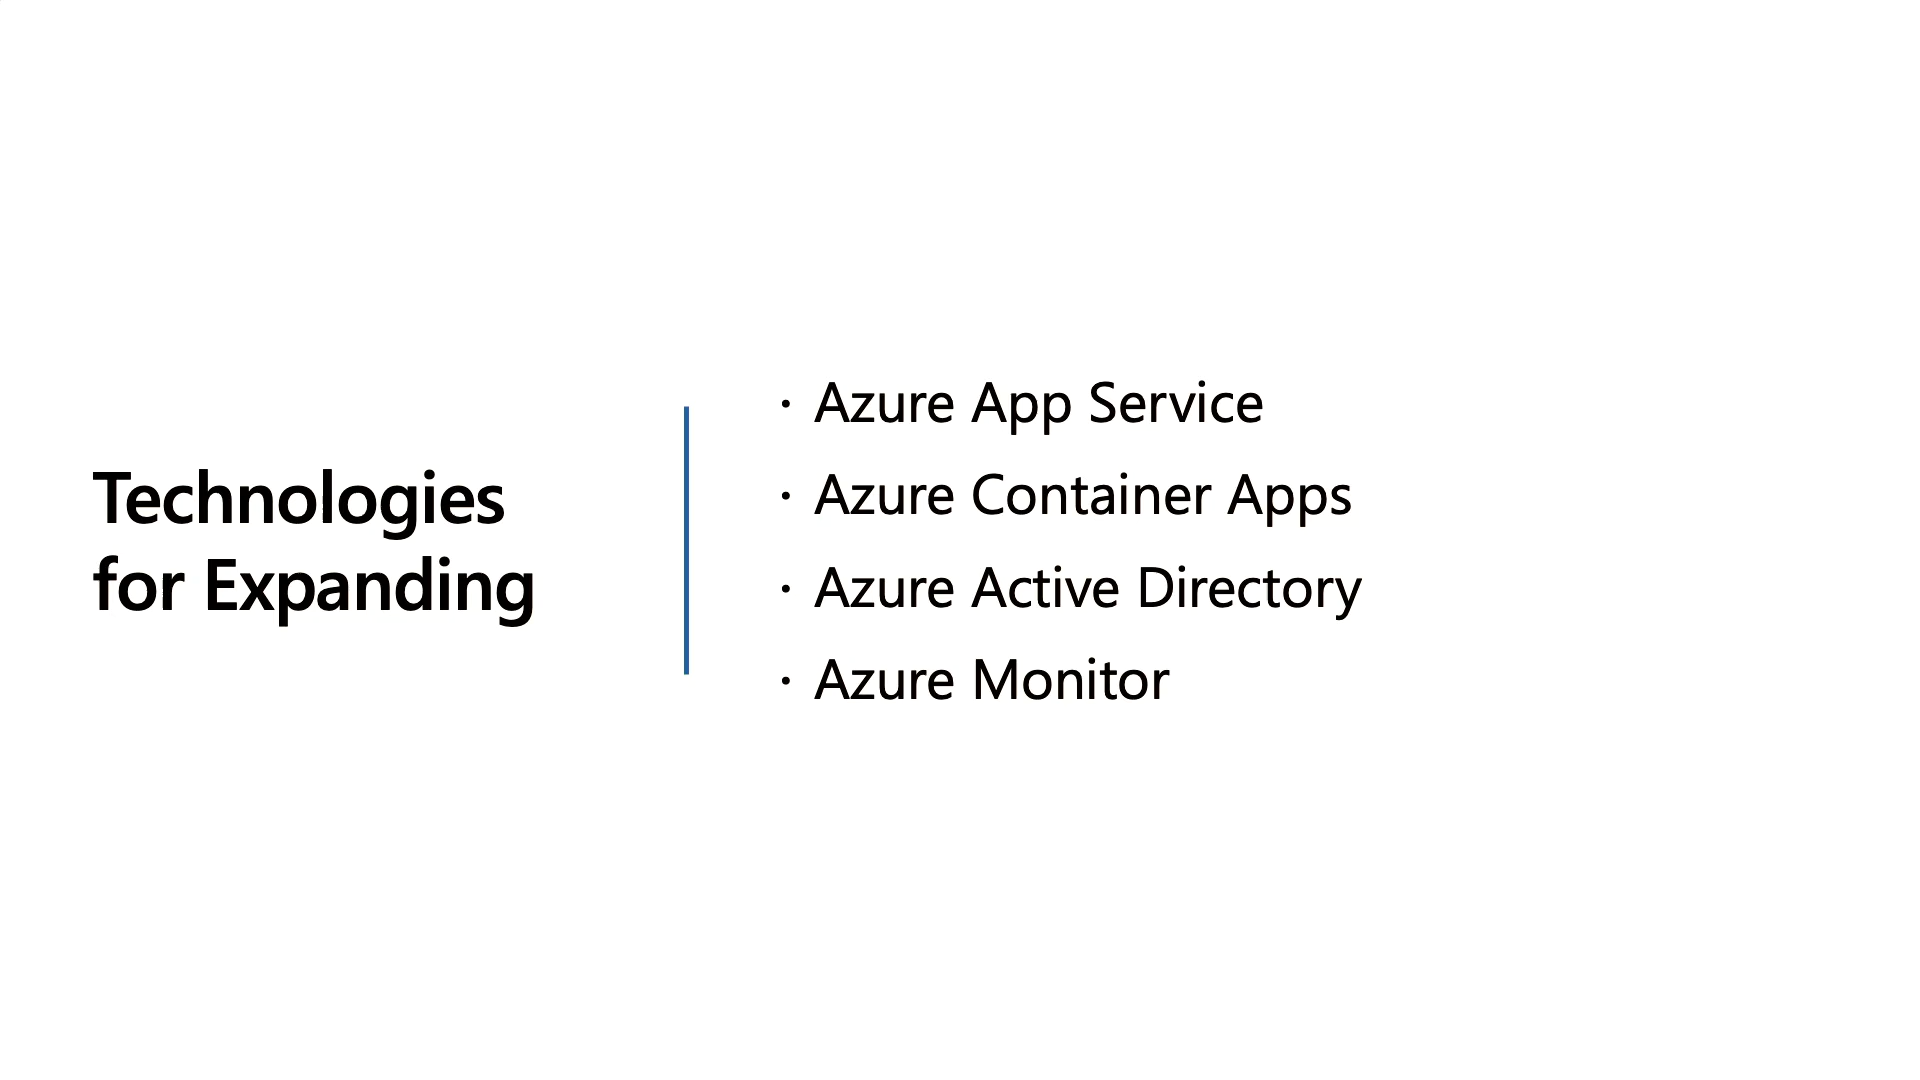 Technologies
for Expanding
· Azure App Service
· Azure Container Apps
· Azure Active Directory
· Azure Monitor